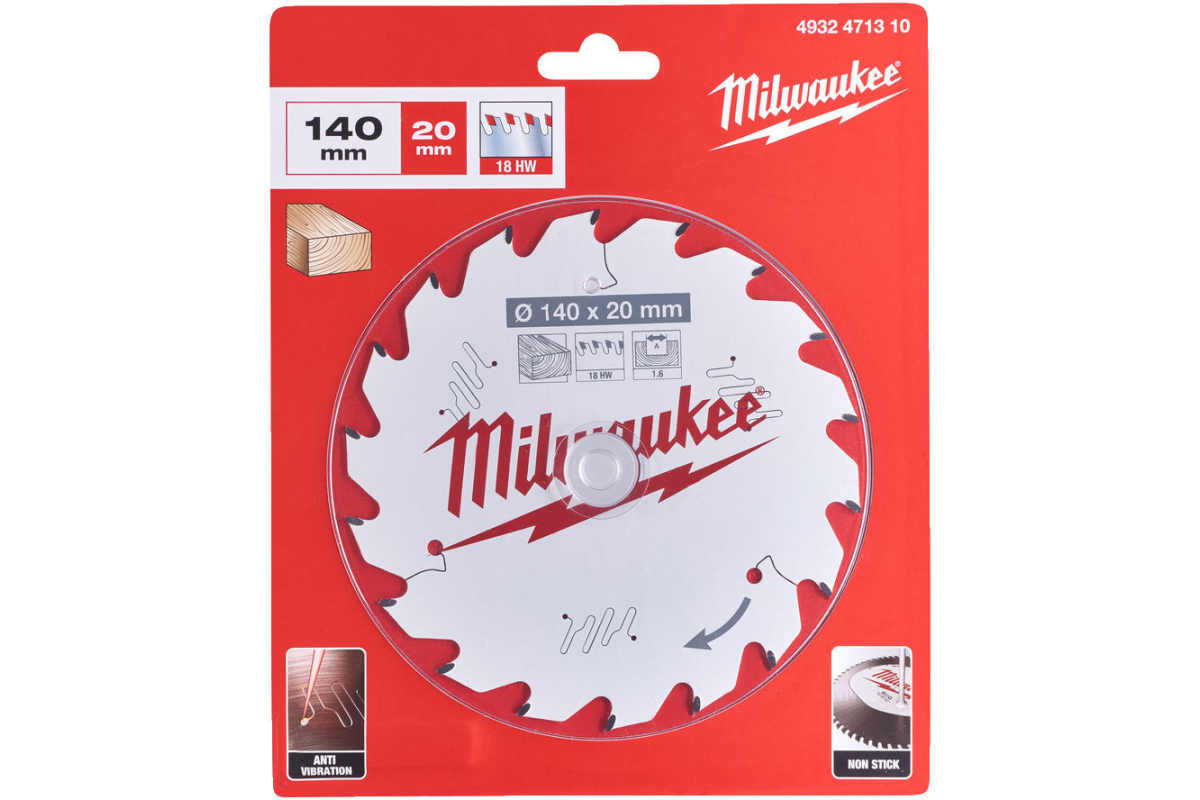 4932 4713 10
Milwaukee®
140 mm
20 mm
18 HW
Ø 140 x 20 mm
18 HW
A
1.6
Milwaukee®
ANTI
VIBRATION
NON STICK